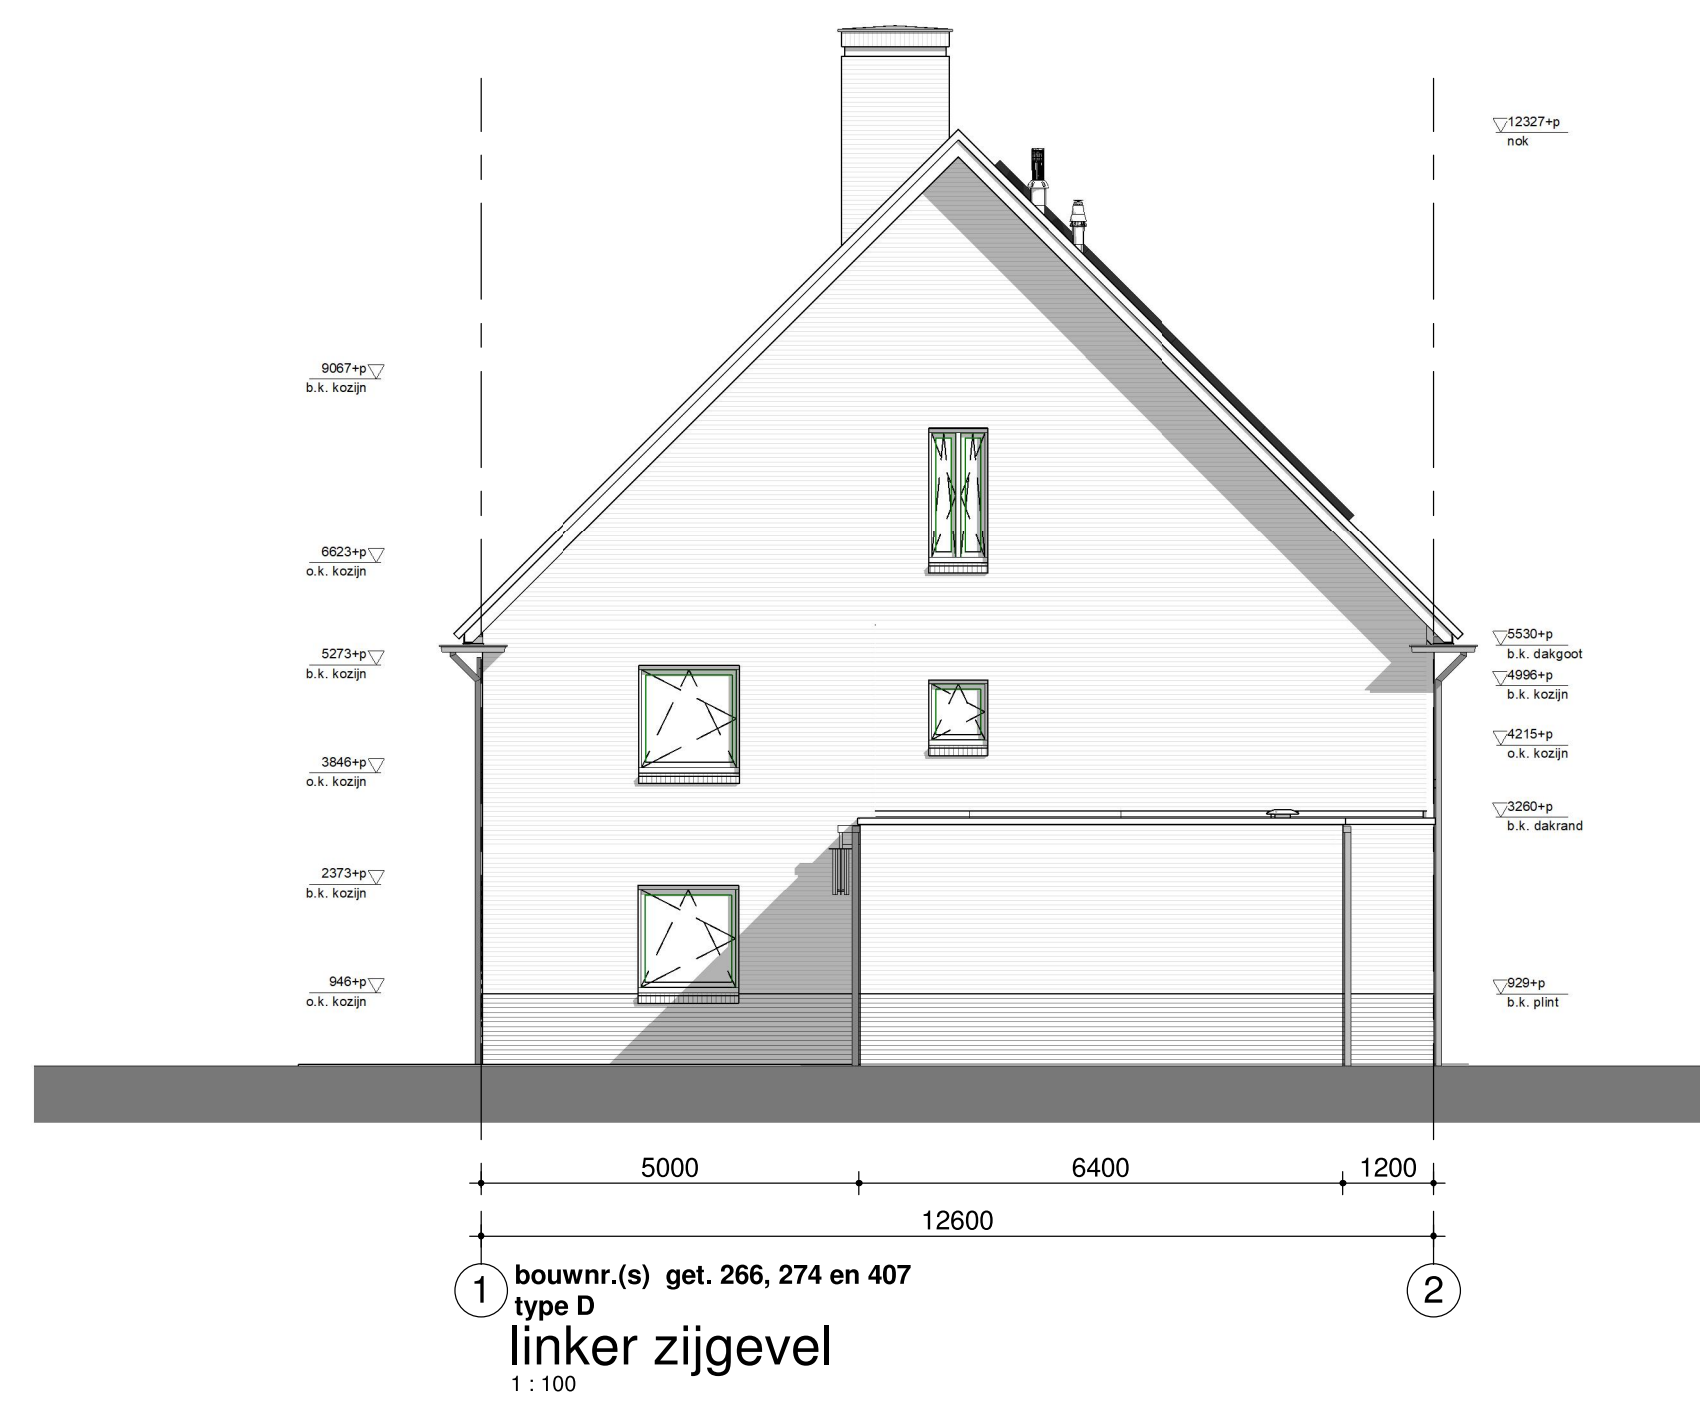 12327+p
nok
9067+p
b.k. kozijn
6623+p
o.k. kozijn
5273+p
b.k. kozijn
3846+p
o.k. kozijn
2373+p
b.k. kozijn
946+p
o.k. kozijn
5530+p
b.k. dakgoot
4996+p
b.k. kozijn
4215+p
o.k. kozijn
3260+p
b.k. dakrand
929+p
b.k. plint
5000 6400 1200
12600
1 2
bouwnr.(s) get. 266, 274 en 407
type D
linker zijgevel
1 : 100